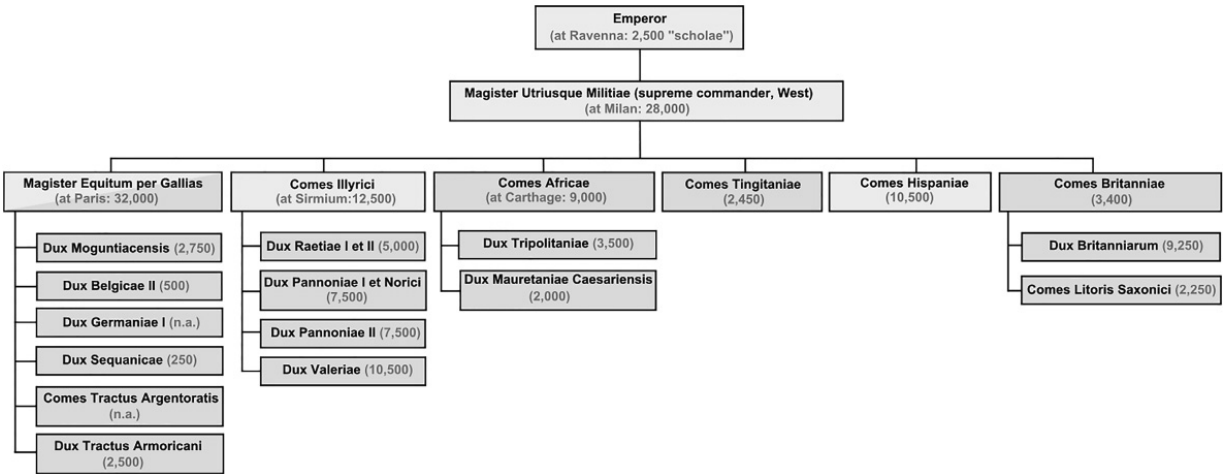 Emperor
(at Ravenna: 2,500 "scholae")
Magister Utriusque Militiae (supreme commander, West)
(at Milan: 28,000)
Magister Equitum per Gallias
(at Paris: 32,000)
Dux Moguntiacensis (2,750)
Dux Belgicae II (500)
Dux Germaniae I (n.a.)
Dux Sequanicae (250)
Comes Tractus Argentoratis
(n.a.)
Dux Tractus Armoricani
(2,500)
Comes Illyrici
(at Sirmium:12,500)
Dux Raetiae I et II (5,000)
Dux Pannoniae I et Norici
(7,500)
Dux Pannoniae II (7,500)
Dux Valeriae (10,500)
Comes Africae
(at Carthage: 9,000)
Dux Tripolitaniae (3,500)
Dux Mauretaniae Caesariensis
(2,000)
Comes Tingitaniae
(2,450)
Comes Hispaniae
(10,500)
Comes Britanniae
(3,400)
Dux Britanniarum (9,250)
Comes Litoris Saxonici (2,250)